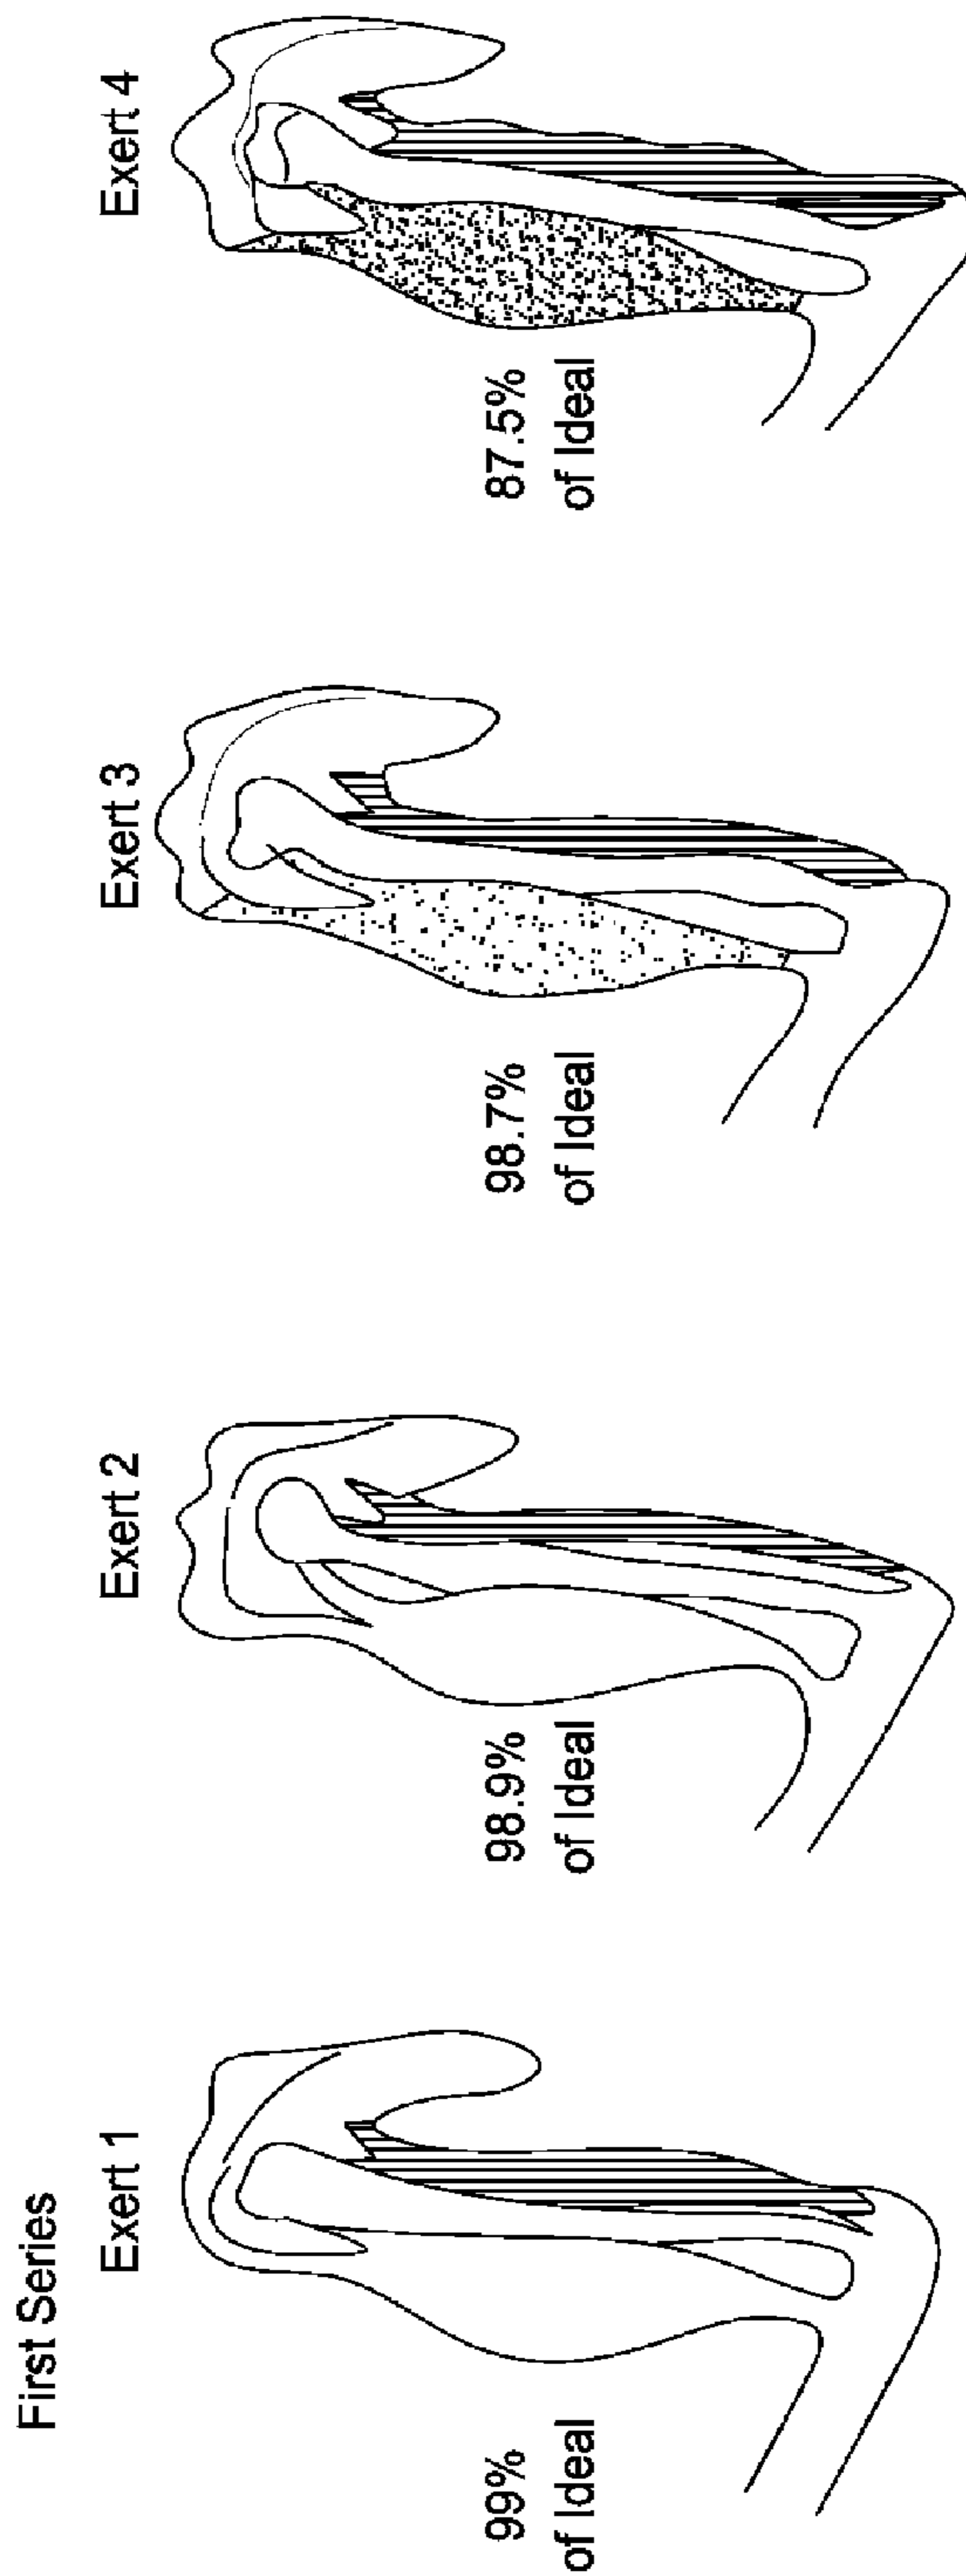 First Series
Exert 1
99%
of Ideal
Exert 2
98.9%
of Ideal
Exert 3
98.7%
of Ideal
Exert 4
87.5%
of Ideal